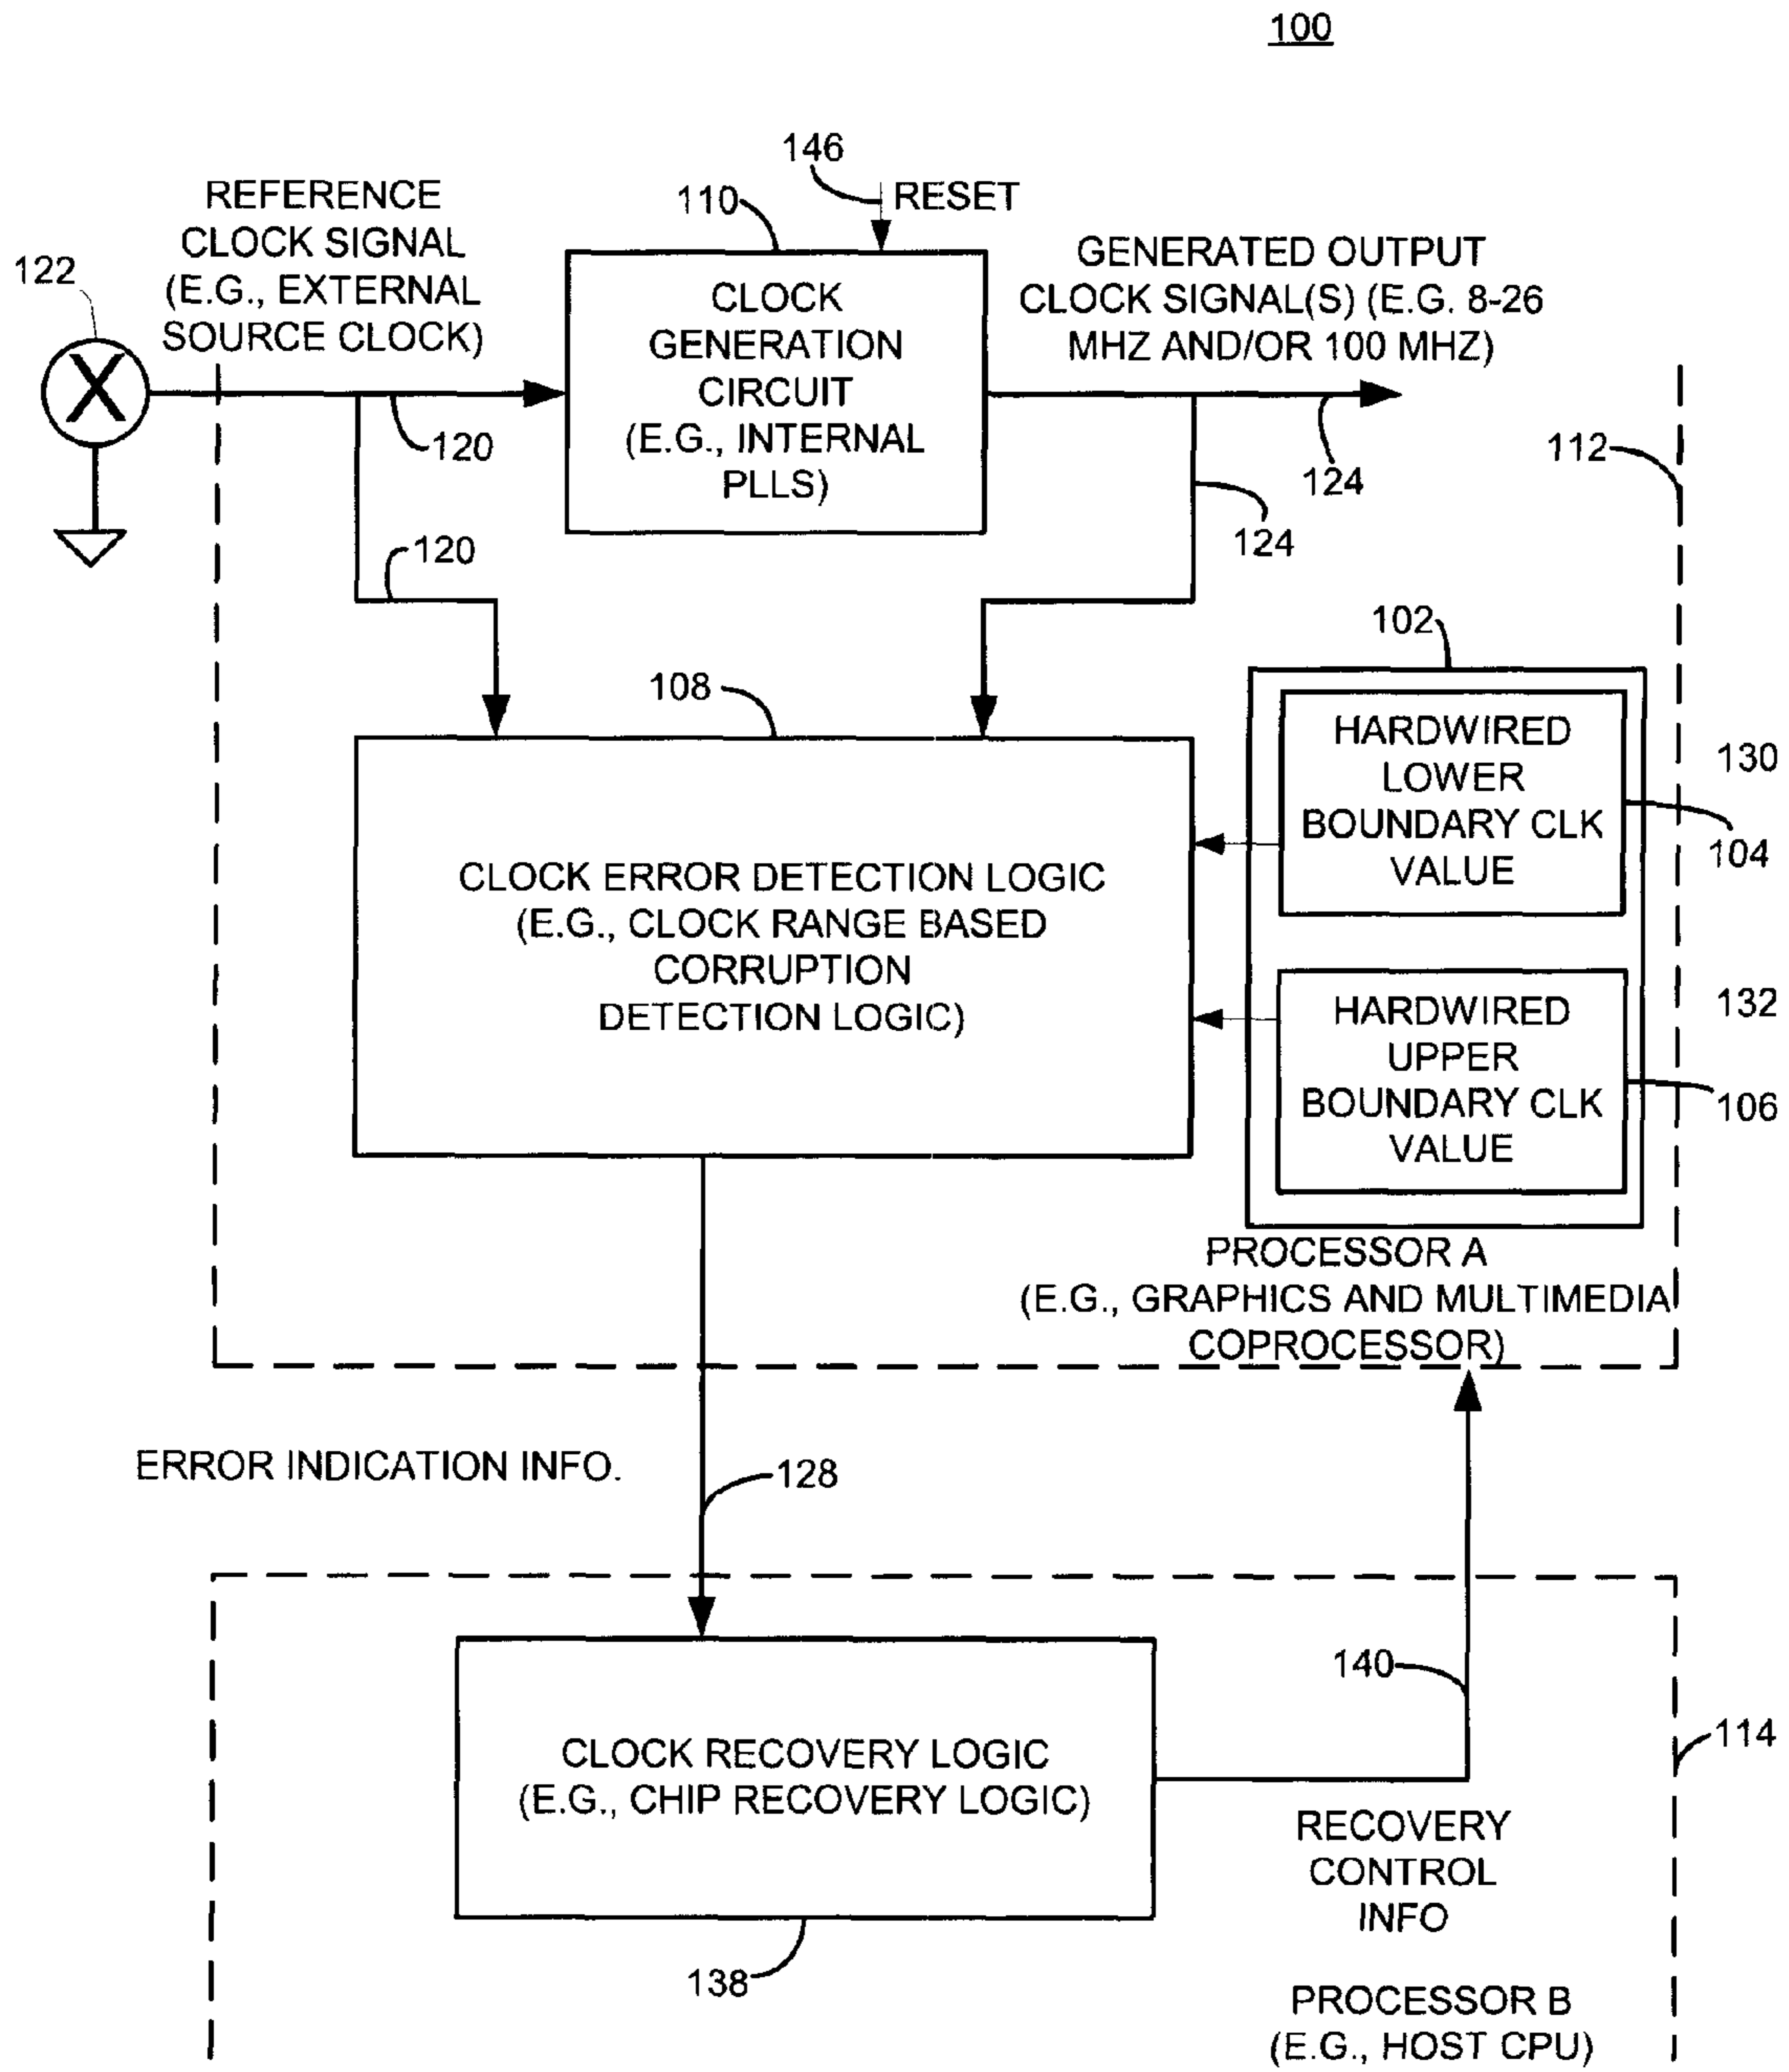 100
146
RESET
110
REFERENCE
CLOCK SIGNAL
(E.G., EXTERNAL
SOURCE CLOCK)
122
CLOCK
GENERATION
CIRCUIT
(E.G., INTERNAL
PLLS)
GENERATED OUTPUT
CLOCK SIGNAL(S) (E.G. 8-26
MHZ AND/OR 100 MHZ)
X
120
124
112
120
124
102
108
HARDWIRED
LOWER
BOUNDARY CLK
VALUE
130
104
CLOCK ERROR DETECTION LOGIC
(E.G., CLOCK RANGE BASED
CORRUPTION
DETECTION LOGIC)
HARDWIRED
UPPER
BOUNDARY CLK
VALUE
132
106
PROCESSOR A
(E.G., GRAPHICS AND MULTIMEDIA
COPROCESSOR)
ERROR INDICATION INFO.
128
140
114
CLOCK RECOVERY LOGIC
(E.G., CHIP RECOVERY LOGIC)
RECOVERY
CONTROL
INFO
138
PROCESSOR B
(E.G., HOST CPU)